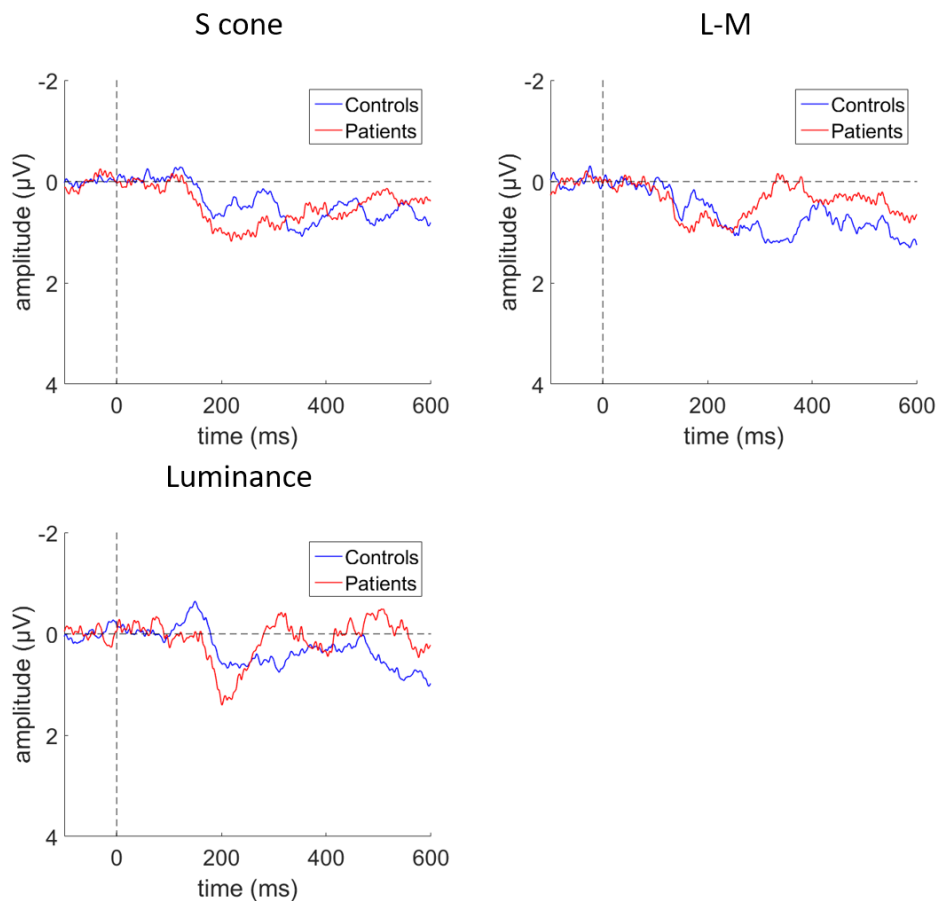 S cone
L-M
-2
0
2
4
amplitude (µV)
0
200
400
600
time (ms)
Controls
Patients
-2
0
2
4
amplitude (µV)
0
200
400
600
time (ms)
Controls
Patients
Luminance
-2
0
2
4
amplitude (µV)
0
200
400
600
time (ms)
Controls
Patients